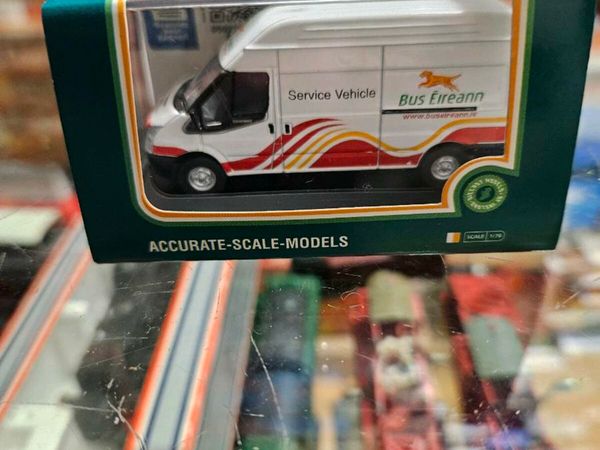 Service Vehicle
Bus Éireann
www.buseireann.ie
ACCURATE-SCALE-MODELS
SCALE 1/76